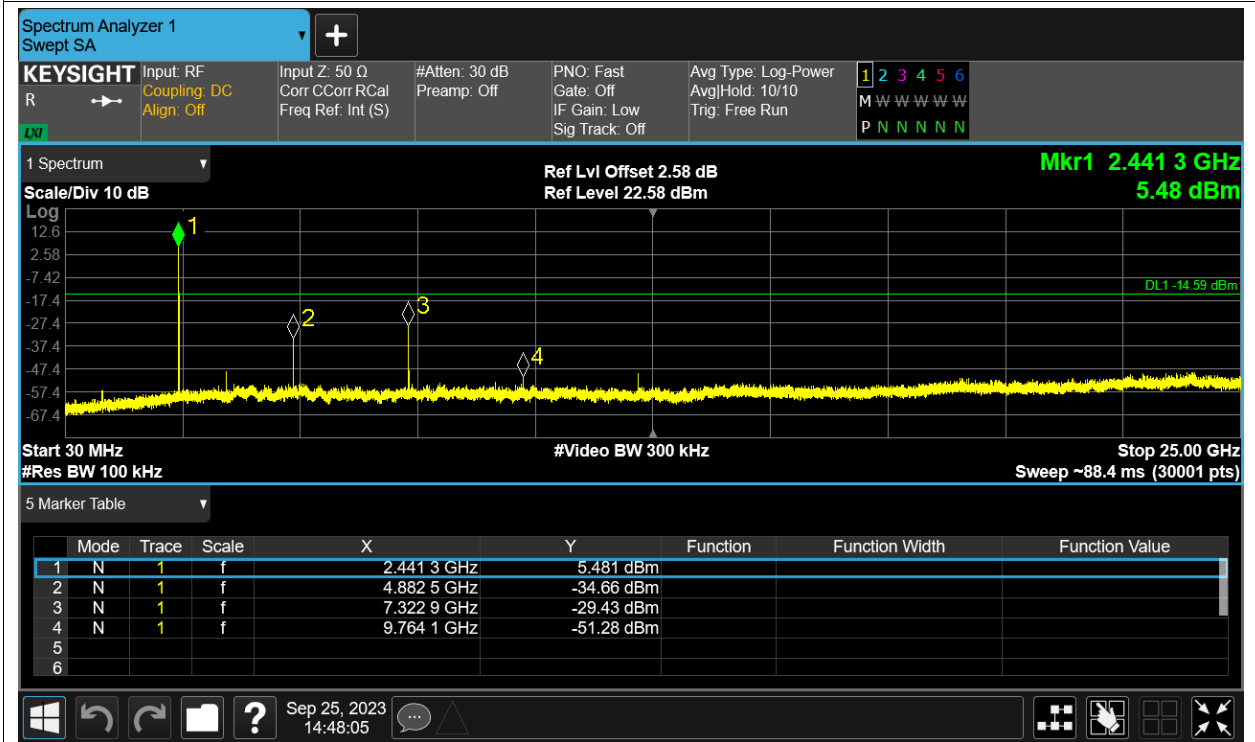 Spectrum Analyzer 1
Swept SA
KEYSIGHT
R
LXI
Input: RF
Coupling: DC
Align: Off
Input Z: 50 Ω
Corr CCorr RCal
Freq Ref: Int (S)
#Atten: 30 dB
Preamp: Off
PNO: Fast
Gate: Off
IF Gain: Low
Sig Track: Off
Avg Type: Log-Power
Avg|Hold: 10/10
Trig: Free Run
1 2 3 4 5 6
M W W W W W
P N N N N N
1 Spectrum
Scale/Div 10 dB
Ref Lvl Offset 2.58 dB
Ref Level 22.58 dBm
Mkr1 2.441 3 GHz
5.48 dBm
Log
12.6
2.58
-7.42
-17.4
-27.4
-37.4
-47.4
-57.4
-67.4
1
2
3
4
DL1 -14.59 dBm
Start 30 MHz
#Res BW 100 kHz
#Video BW 300 kHz
Stop 25.00 GHz
Sweep ~88.4 ms (30001 pts)
5 Marker Table
Mode Trace Scale X Y Function Function Width Function Value
1 N 1 f 2.441 3 GHz 5.481 dBm
2 N 1 f 4.882 5 GHz -34.66 dBm
3 N 1 f 7.322 9 GHz -29.43 dBm
4 N 1 f 9.764 1 GHz -51.28 dBm
5
6
?
Sep 25, 2023
14:48:05